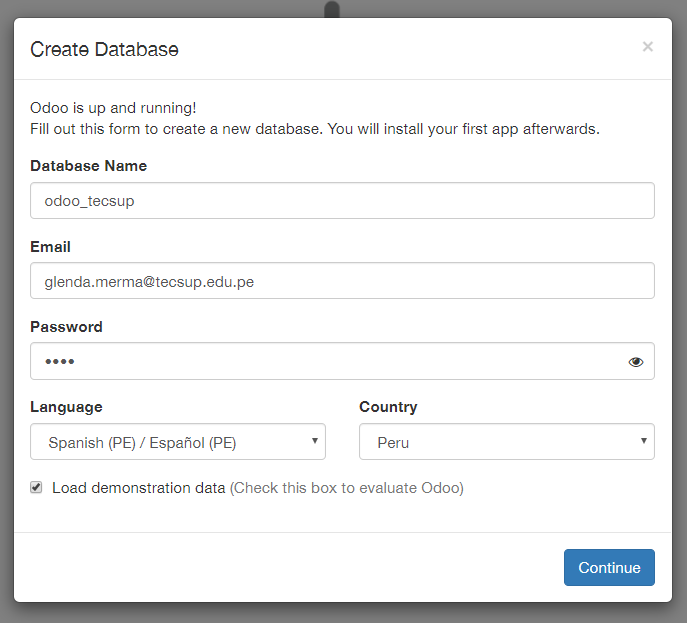 Create Database
×
Odoo is up and running!
Fill out this form to create a new database. You will install your first app afterwards.
Database Name
odoo_tecsup
Email
glenda.merma@tecsup.edu.pe
Password
••••
Language Country
Spanish (PE) / Español (PE) Peru
Load demonstration data (Check this box to evaluate Odoo)
Continue